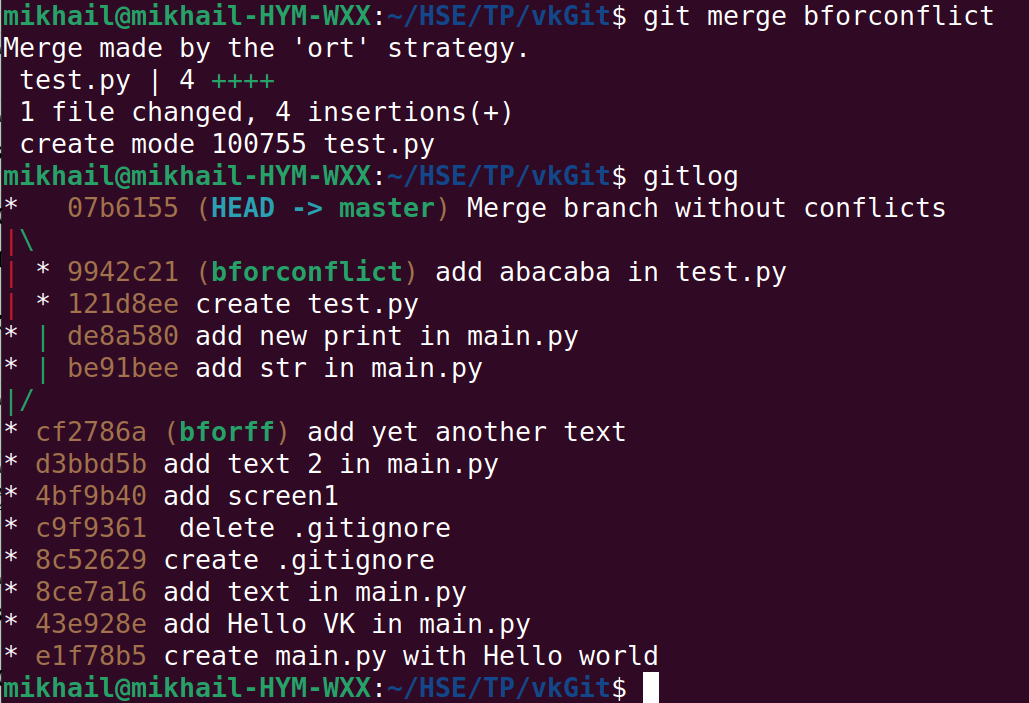 mikhail@mikhail-HYM-WXX:~/HSE/TP/vkGit$ git merge bforconflict
Merge made by the 'ort' strategy.
 test.py | 4 ++++
 1 file changed, 4 insertions(+)
 create mode 100755 test.py
mikhail@mikhail-HYM-WXX:~/HSE/TP/vkGit$ gitlog
*   07b6155 (HEAD -> master) Merge branch without conflicts
|\
| * 9942c21 (bforconflict) add abacaba in test.py
| * 121d8ee create test.py
* | de8a580 add new print in main.py
* | be91bee add str in main.py
|/
* cf2786a (bforff) add yet another text
* d3bbd5b add text 2 in main.py
* 4bf9b40 add screen1
* c9f9361  delete .gitignore
* 8c52629 create .gitignore
* 8ce7a16 add text in main.py
* 43e928e add Hello VK in main.py
* e1f78b5 create main.py with Hello world
mikhail@mikhail-HYM-WXX:~/HSE/TP/vkGit$